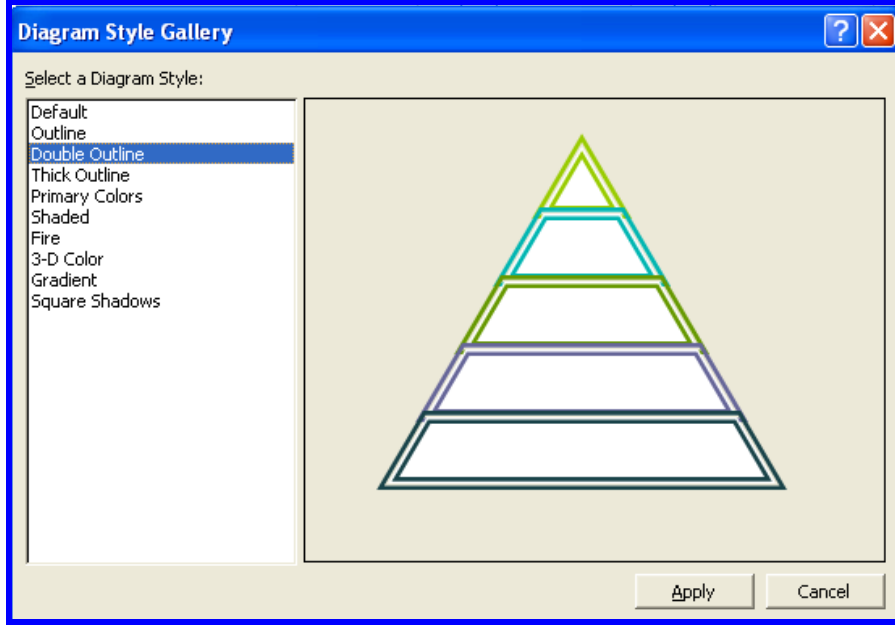 Diagram Style Gallery
Select a Diagram Style:
Default
Outline
Double Outline
Thick Outline
Primary Colors
Shaded
Fire
3-D Color
Gradient
Square Shadows
Apply Cancel